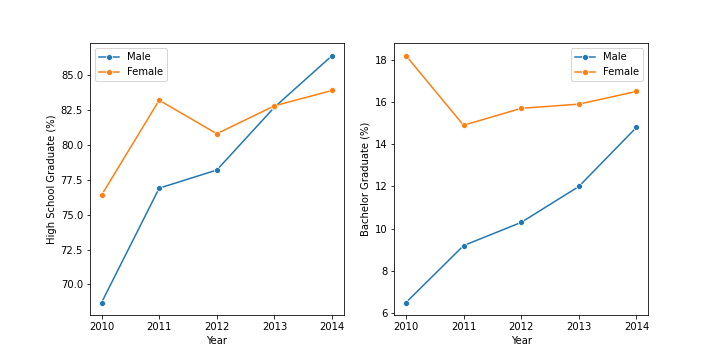 Male
Female
High School Graduate (%)
85.0
82.5
80.0
77.5
75.0
72.5
70.0
2010 2011 2012 2013 2014
Year
Male
Female
Bachelor Graduate (%)
18
16
14
12
10
8
6
2010 2011 2012 2013 2014
Year